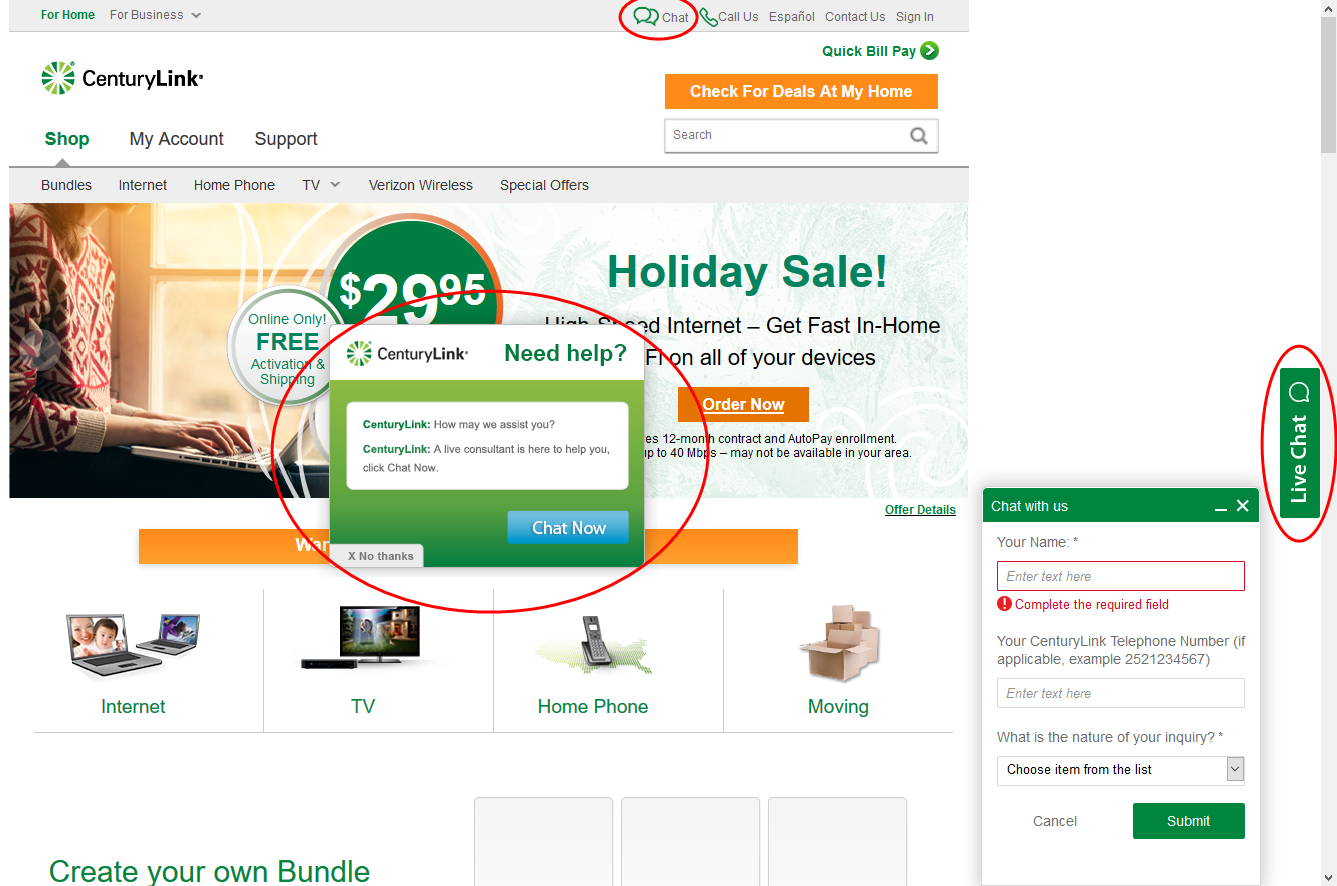 For Home For Business Chat Call Us Español Contact Us Sign In
Quick Bill Pay
CenturyLink
Check For Deals At My Home
Search
Shop My Account Support
Bundles Internet Home Phone TV Verizon Wireless Special Offers
$29.95
Online Only!
FREE
Activation &
Shipping
Holiday Sale!
High-Speed Internet – Get Fast In-Home
Fi on all of your devices
Order Now
es 12-month contract and AutoPay enrollment.
up to 40 Mbps – may not be available in your area.
Offer Details
CenturyLink Need help?
CenturyLink: How may we assist you?
CenturyLink: A live consultant is here to help you,
click Chat Now.
Chat Now
X No thanks
Live Chat
Internet
TV
Home Phone
Moving
Create your own Bundle
Chat with us
Your Name: *
Enter text here
Complete the required field
Your CenturyLink Telephone Number (if
applicable, example 2521234567)
Enter text here
What is the nature of your inquiry? *
Choose item from the list
Cancel Submit